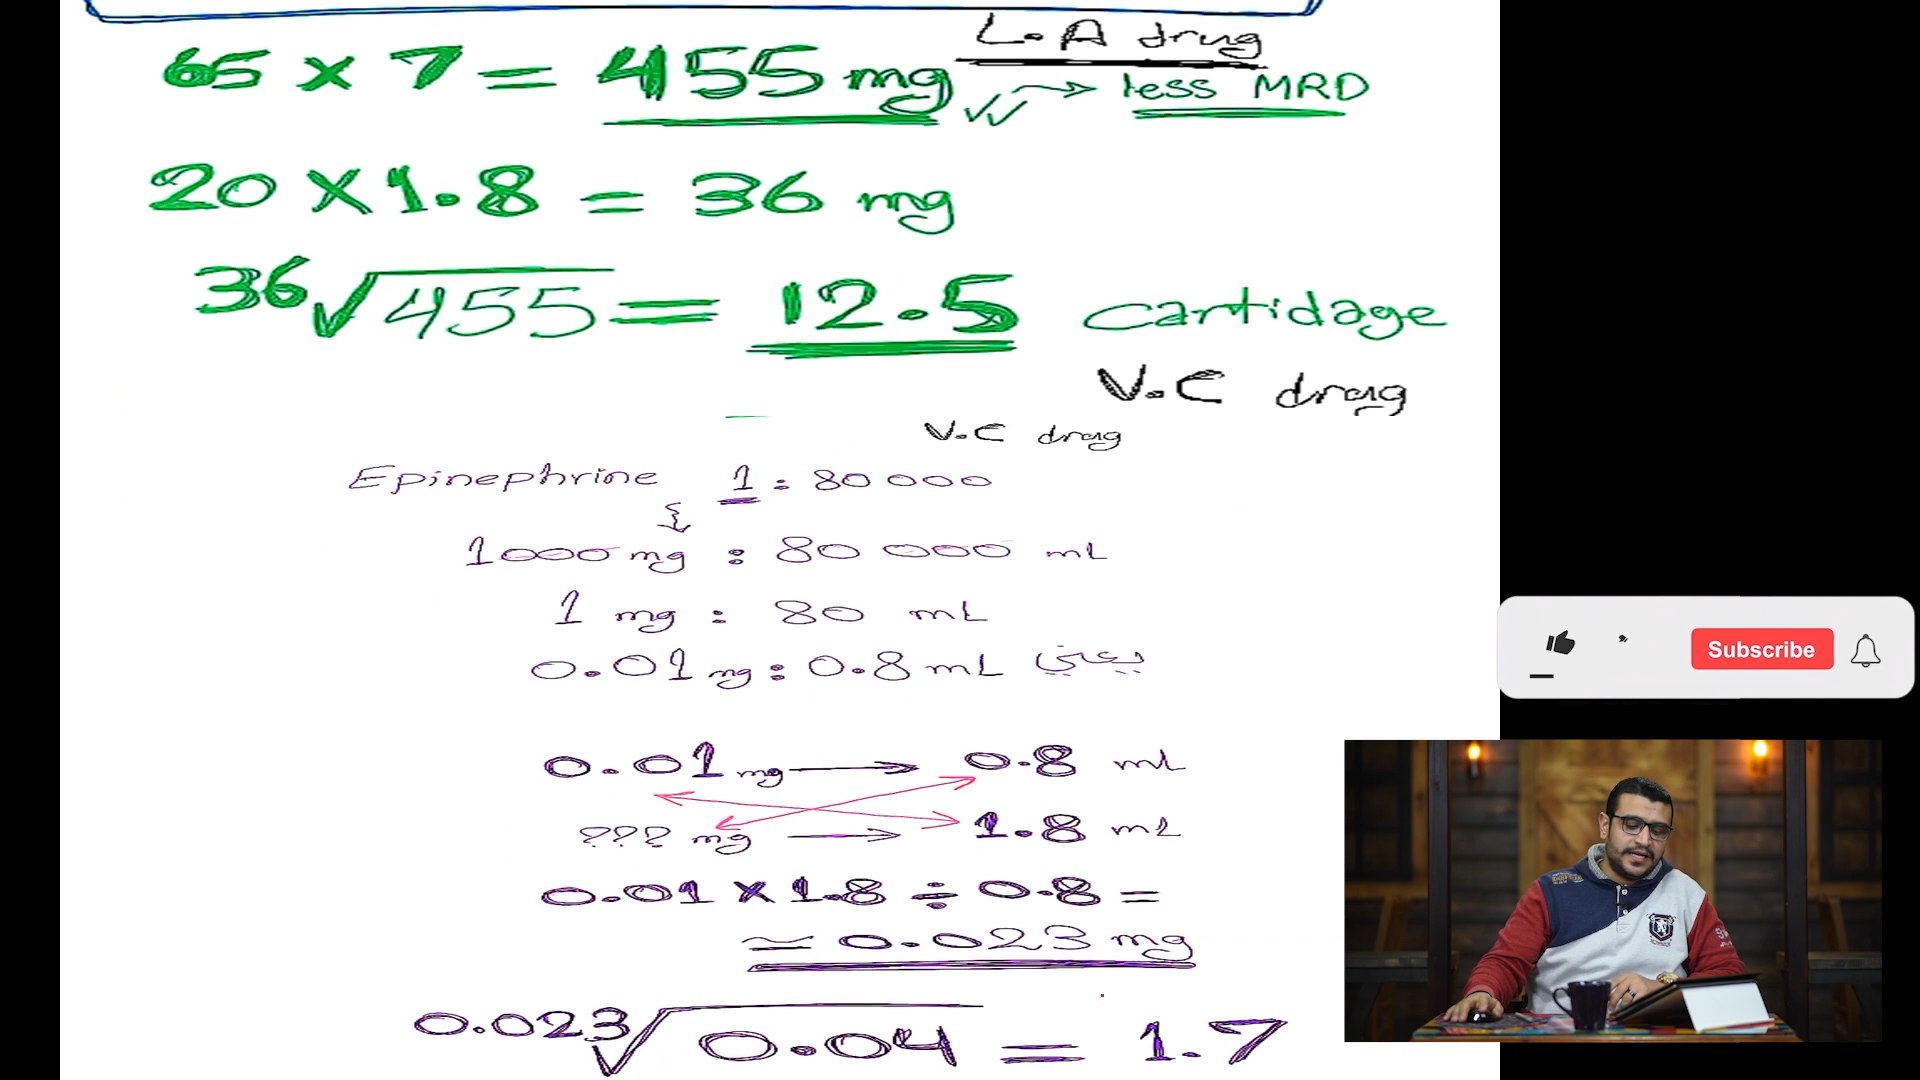 L.A drug
65 x 7 = 455 mg → less MRD
20 x 1.8 = 36 mg
36 √455 = 12.5 cartidage
V.C drag
V.C drag
Epinephrine 1 : 80 000
1000 mg : 80 000 mL
1 mg : 80 mL
0.01 mg : 0.8 mL يعني
0.01 mg → 0.8 mL
??? mg → 1.8 mL
0.01 x 1.8 ÷ 0.8 =
≃ 0.023 mg
0.023 √0.04 = 1.7
Subscribe